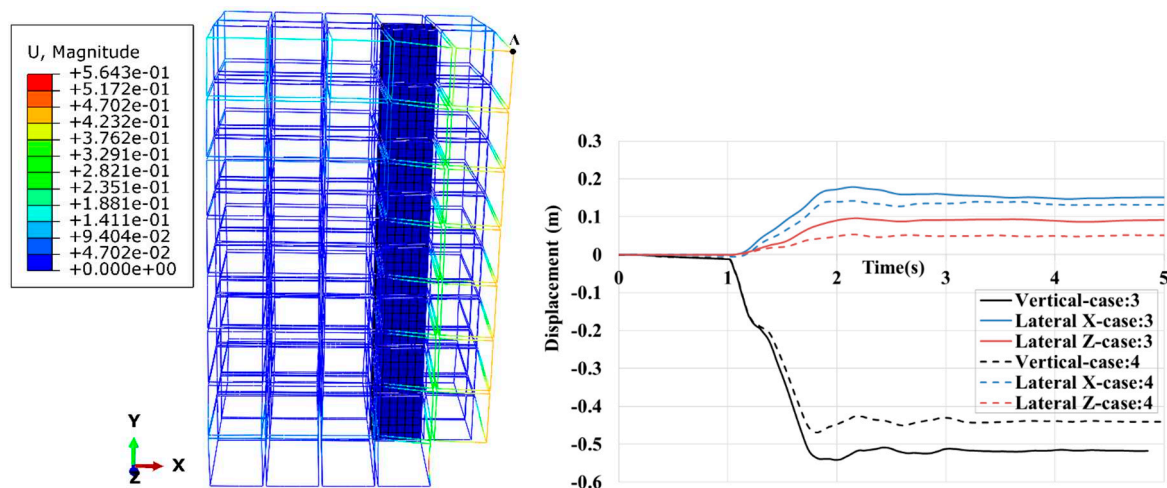 U, Magnitude
+5.643e-01
+5.172e-01
+4.702e-01
+4.232e-01
+3.762e-01
+3.291e-01
+2.821e-01
+2.351e-01
+1.881e-01
+1.411e-01
+9.404e-02
+4.702e-02
+0.000e+00
A
Y
Z
X
Displacement (m)
0.3
0.2
0.1
0
-0.1
-0.2
-0.3
-0.4
-0.5
-0.6
0 1 2 3 4 5
Time(s)
Vertical-case:3
Lateral X-case:3
Lateral Z-case:3
Vertical-case:4
Lateral X-case:4
Lateral Z-case:4